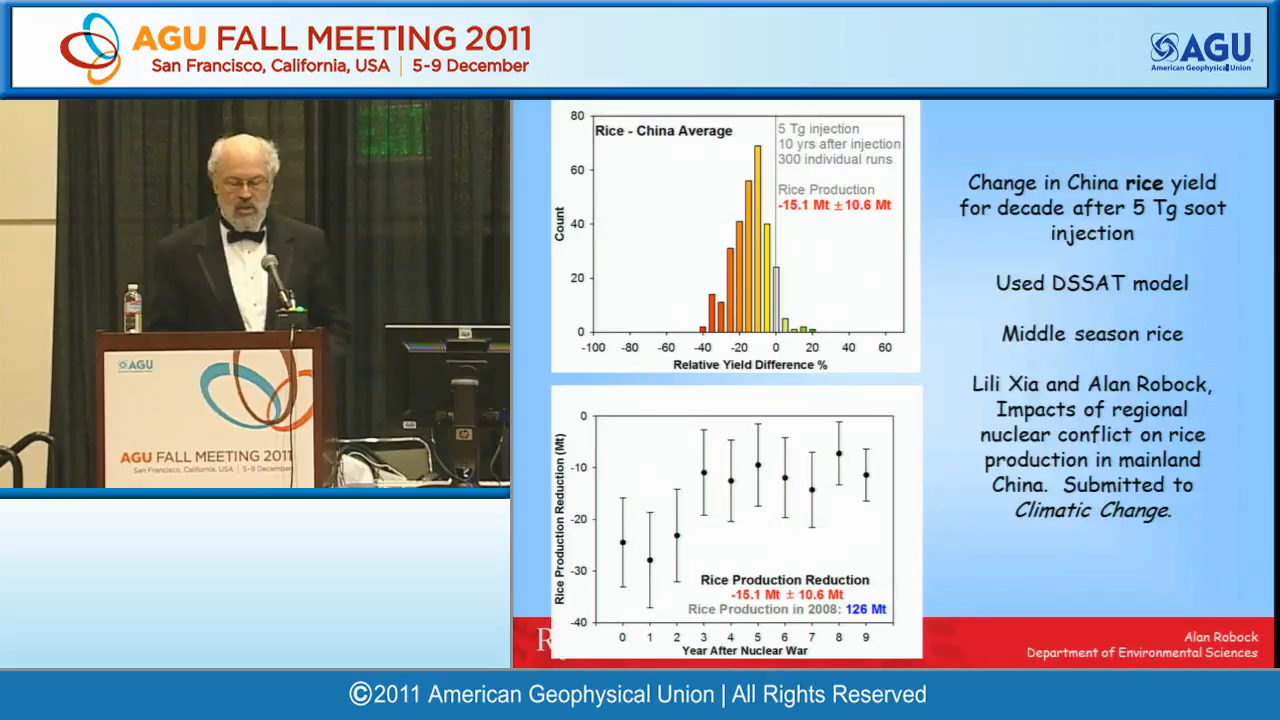 AGU FALL MEETING 2011
San Francisco, California, USA | 5-9 December
AGU
American Geophysical Union
AGU
AGU FALL MEETING 2011
San Francisco, California, USA | 5-9 December
hp
80
60
40
20
0
Count
Rice - China Average
5 Tg injection
10 yrs after injection
300 individual runs
Rice Production
-15.1 Mt ± 10.6 Mt
-100 -80 -60 -40 -20 0 20 40 60
Relative Yield Difference %
0
-10
-20
-30
-40
Rice Production Reduction (Mt)
Rice Production Reduction
-15.1 Mt ± 10.6 Mt
Rice Production in 2008: 126 Mt
0 1 2 3 4 5 6 7 8 9
Year After Nuclear War
Change in China rice yield
for decade after 5 Tg soot
injection
Used DSSAT model
Middle season rice
Lili Xia and Alan Robock,
Impacts of regional
nuclear conflict on rice
production in mainland
China. Submitted to
Climatic Change.
Alan Robock
Department of Environmental Sciences
©2011 American Geophysical Union | All Rights Reserved